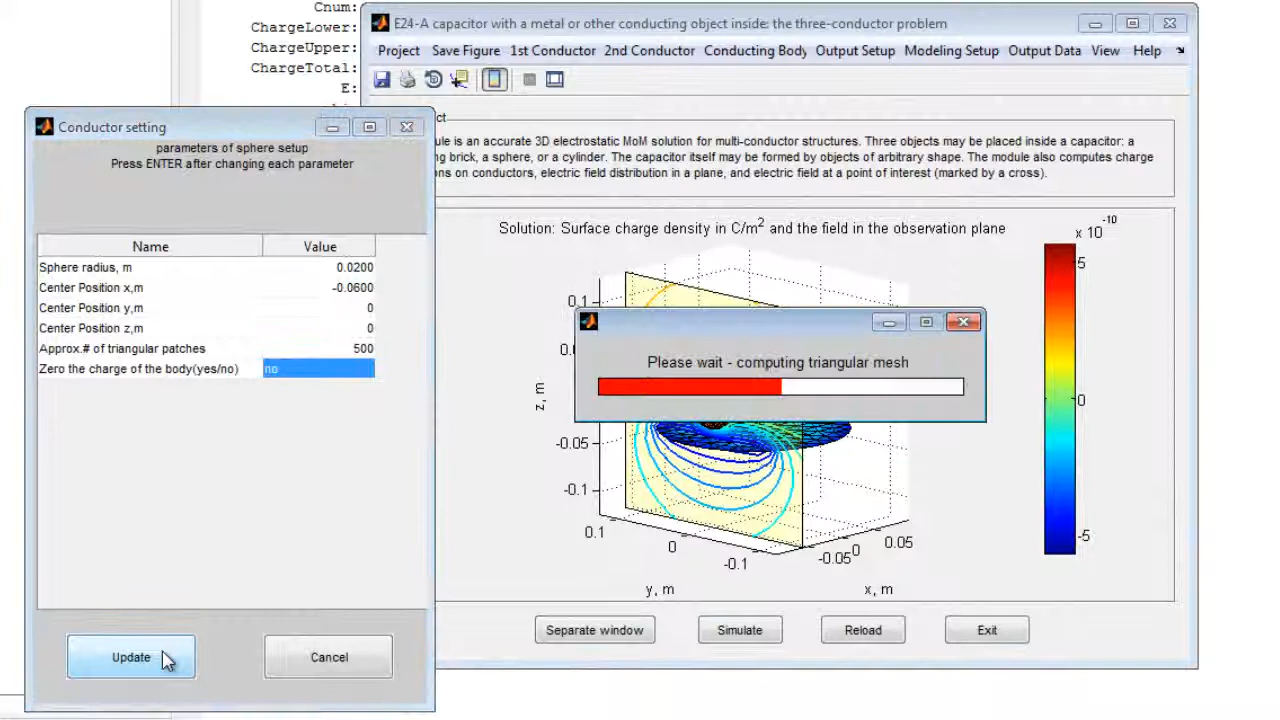 Cnum:
ChargeLower:
ChargeUpper:
ChargeTotal:
E:
E24-A capacitor with a metal or other conducting object inside: the three-conductor problem
Project Save Figure 1st Conductor 2nd Conductor Conducting Body Output Setup Modeling Setup Output Data View Help
ct
ule is an accurate 3D electrostatic MoM solution for multi-conductor structures. Three objects may be placed inside a capacitor: a
ng brick, a sphere, or a cylinder. The capacitor itself may be formed by objects of arbitrary shape. The module also computes charge
ons on conductors, electric field distribution in a plane, and electric field at a point of interest (marked by a cross).
Conductor setting
parameters of sphere setup
Press ENTER after changing each parameter
Name Value
Sphere radius, m 0.0200
Center Position x,m -0.0600
Center Position y,m 0
Center Position z,m 0
Approx.# of triangular patches 500
Zero the charge of the body(yes/no) no
Update Cancel
Solution: Surface charge density in C/m2 and the field in the observation plane
x 10-10
5
0
-5
0.1
0.0
-0.05
-0.1
z, m
Please wait - computing triangular mesh
0.1
0
-0.1
-0.05
0
0.05
y, m
x, m
Separate window Simulate Reload Exit